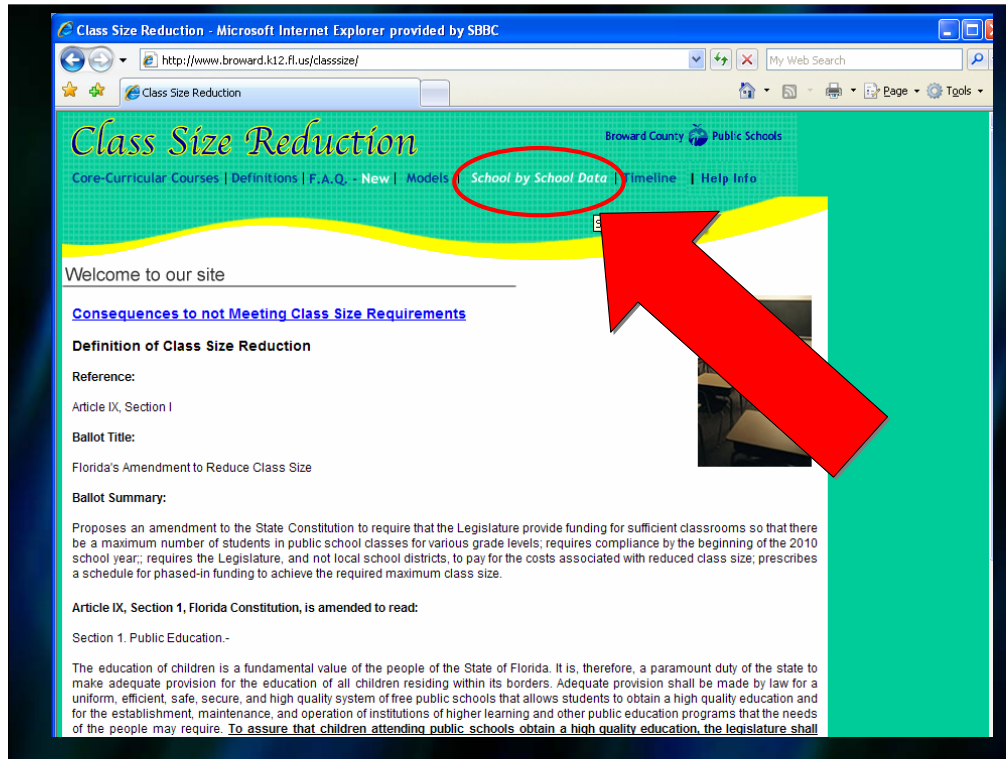 Class Size Reduction - Microsoft Internet Explorer provided by SBBC
http://www.broward.k12.fl.us/classsize/
My Web Search
Class Size Reduction
Page
Tools
Class Size Reduction
Broward County Public Schools
Core-Curricular Courses | Definitions | F.A.Q. - New | Models | School by School Data | Timeline | Help Info
Welcome to our site
Consequences to not Meeting Class Size Requirements
Definition of Class Size Reduction
Reference:
Article IX, Section I
Ballot Title:
Florida's Amendment to Reduce Class Size
Ballot Summary:
Proposes an amendment to the State Constitution to require that the Legislature provide funding for sufficient classrooms so that there
be a maximum number of students in public school classes for various grade levels; requires compliance by the beginning of the 2010
school year;; requires the Legislature, and not local school districts, to pay for the costs associated with reduced class size; prescribes
a schedule for phased-in funding to achieve the required maximum class size.
Article IX, Section 1, Florida Constitution, is amended to read:
Section 1. Public Education.-
The education of children is a fundamental value of the people of the State of Florida. It is, therefore, a paramount duty of the state to
make adequate provision for the education of all children residing within its borders. Adequate provision shall be made by law for a
uniform, efficient, safe, secure, and high quality system of free public schools that allows students to obtain a high quality education and
for the establishment, maintenance, and operation of institutions of higher learning and other public education programs that the needs
of the people may require. To assure that children attending public schools obtain a high quality education, the legislature shall